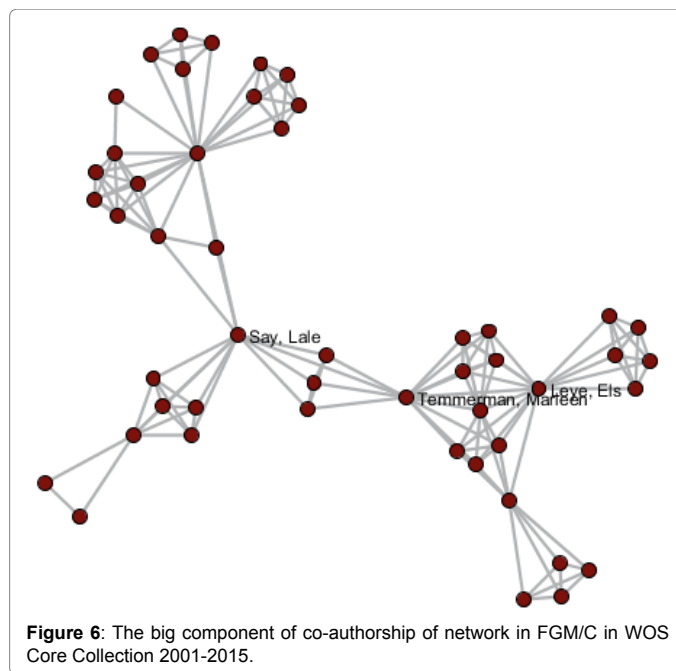 Say, Lale
Leye, Els
Temmerman, Marleen
Figure 6: The big component of co-authorship of network in FGM/C in WOS
Core Collection 2001-2015.